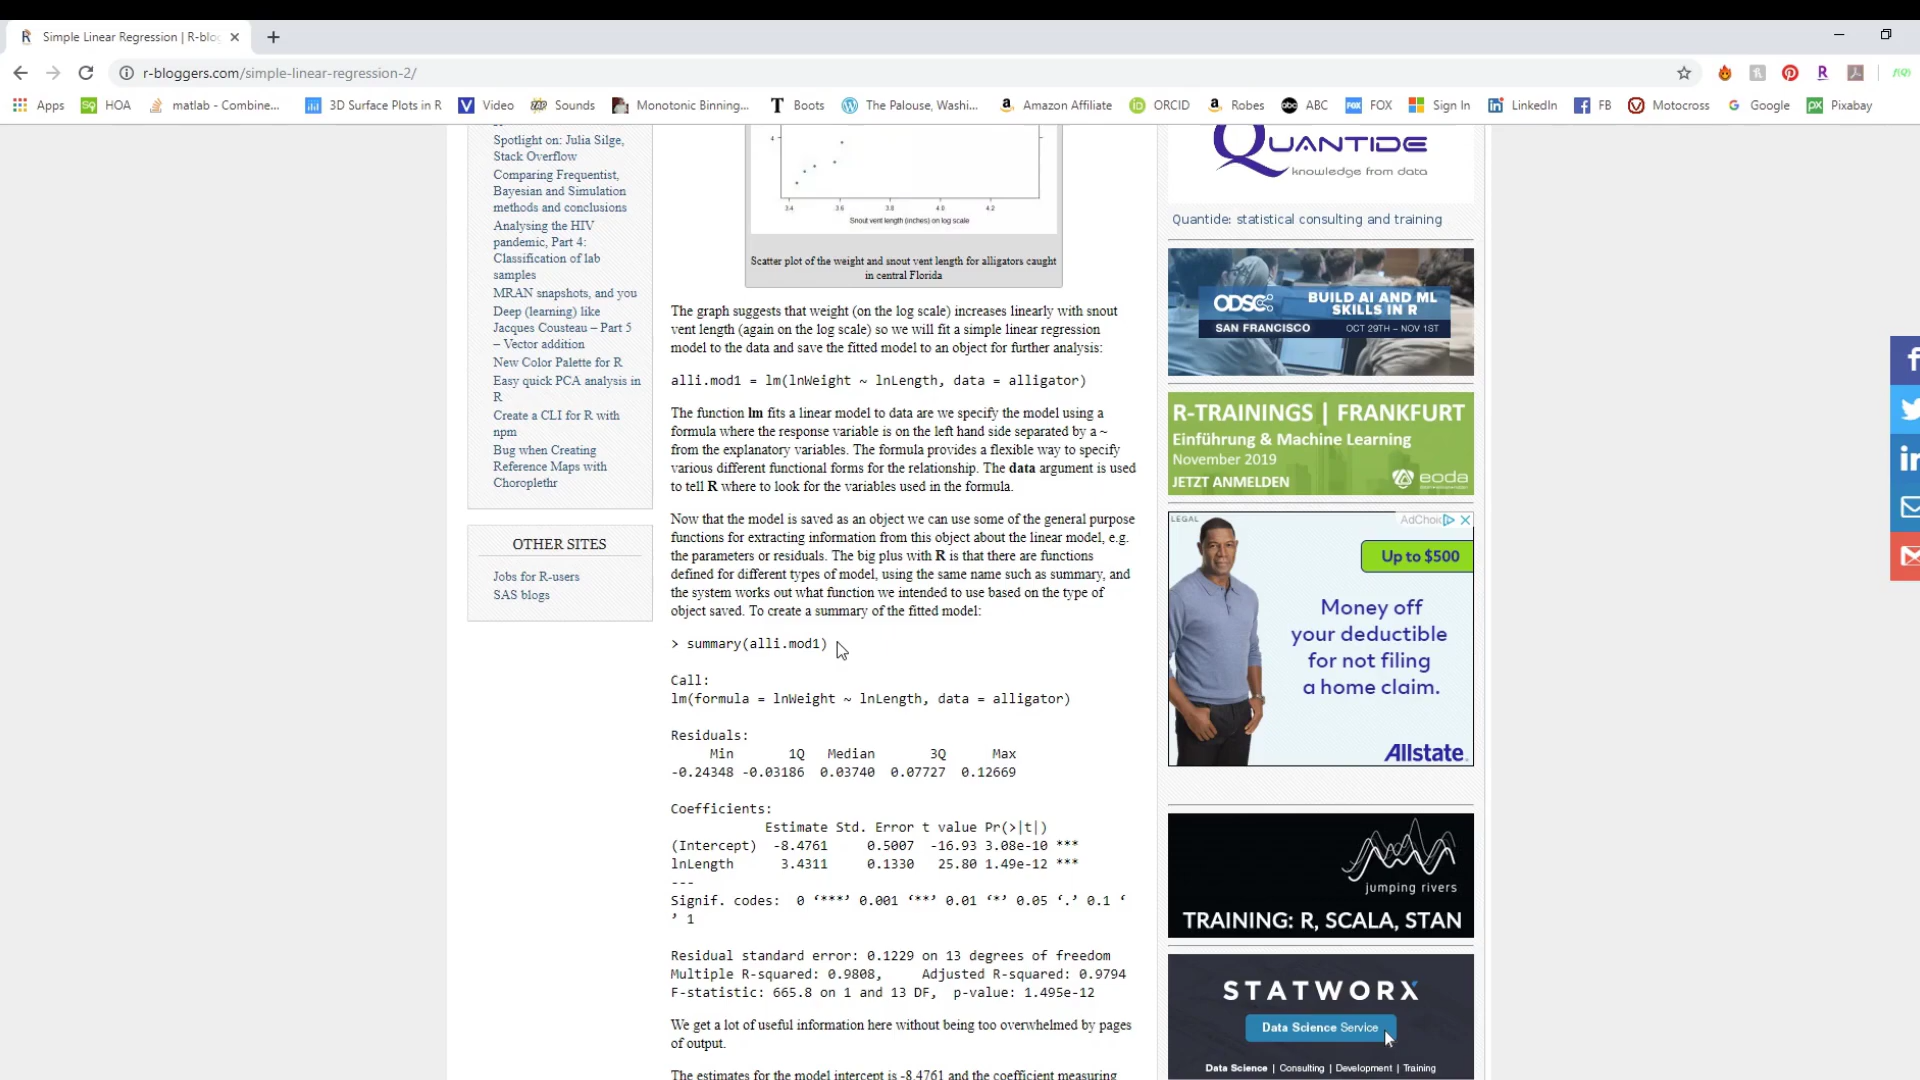 Simple Linear Regression | R-blo
r-bloggers.com/simple-linear-regression-2/
Apps
HOA
matlab - Combine...
3D Surface Plots in R
Video
Sounds
Monotonic Binning...
Boots
The Palouse, Washi...
Amazon Affiliate
ORCID
Robes
ABC
FOX
Sign In
LinkedIn
FB
Motocross
Google
Pixabay
Spotlight on: Julia Silge,
Stack Overflow
Comparing Frequentist,
Bayesian and Simulation
methods and conclusions
Analysing the HIV
pandemic, Part 4:
Classification of lab
samples
MRAN snapshots, and you
Deep (learning) like
Jacques Cousteau – Part 5
– Vector addition
New Color Palette for R
Easy quick PCA analysis in
R
Create a CLI for R with
npm
Bug when Creating
Reference Maps with
Choroplethr
OTHER SITES
Jobs for R-users
SAS blogs
4
3.4 3.6 3.8 4.0 4.2
Snout vent length (inches) on log scale
Scatter plot of the weight and snout vent length for alligators caught
in central Florida
The graph suggests that weight (on the log scale) increases linearly with snout
vent length (again on the log scale) so we will fit a simple linear regression
model to the data and save the fitted model to an object for further analysis:
alli.mod1 = lm(lnWeight ~ lnLength, data = alligator)
The function lm fits a linear model to data are we specify the model using a
formula where the response variable is on the left hand side separated by a ~
from the explanatory variables. The formula provides a flexible way to specify
various different functional forms for the relationship. The data argument is used
to tell R where to look for the variables used in the formula.
Now that the model is saved as an object we can use some of the general purpose
functions for extracting information from this object about the linear model, e.g.
the parameters or residuals. The big plus with R is that there are functions
defined for different types of model, using the same name such as summary, and
the system works out what function we intended to use based on the type of
object saved. To create a summary of the fitted model:
> summary(alli.mod1)
Call:
lm(formula = lnWeight ~ lnLength, data = alligator)
Residuals:
Min 1Q Median 3Q Max
-0.24348 -0.03186 0.03740 0.07727 0.12669
Coefficients:
Estimate Std. Error t value Pr(>|t|)
(Intercept) -8.4761 0.5007 -16.93 3.08e-10 ***
lnLength 3.4311 0.1330 25.80 1.49e-12 ***
---
Signif. codes: 0 ‘***’ 0.001 ‘**’ 0.01 ‘*’ 0.05 ‘.’ 0.1 ‘
’ 1
Residual standard error: 0.1229 on 13 degrees of freedom
Multiple R-squared: 0.9808, Adjusted R-squared: 0.9794
F-statistic: 665.8 on 1 and 13 DF, p-value: 1.495e-12
We get a lot of useful information here without being too overwhelmed by pages
of output.
The estimates for the model intercept is -8.4761 and the coefficient measuring
QUANTIDE
knowledge from data
Quantide: statistical consulting and training
ODSC
BUILD AI AND ML
SKILLS IN R
SAN FRANCISCO OCT 29TH - NOV 1ST
R-TRAININGS | FRANKFURT
Einführung & Machine Learning
November 2019
JETZT ANMELDEN
eoda
LEGAL
AdChoic
Up to $500
Money off
your deductible
for not filing
a home claim.
Allstate.
jumping rivers
TRAINING: R, SCALA, STAN
STATWORX
Data Science Service
Data Science | Consulting | Development | Training